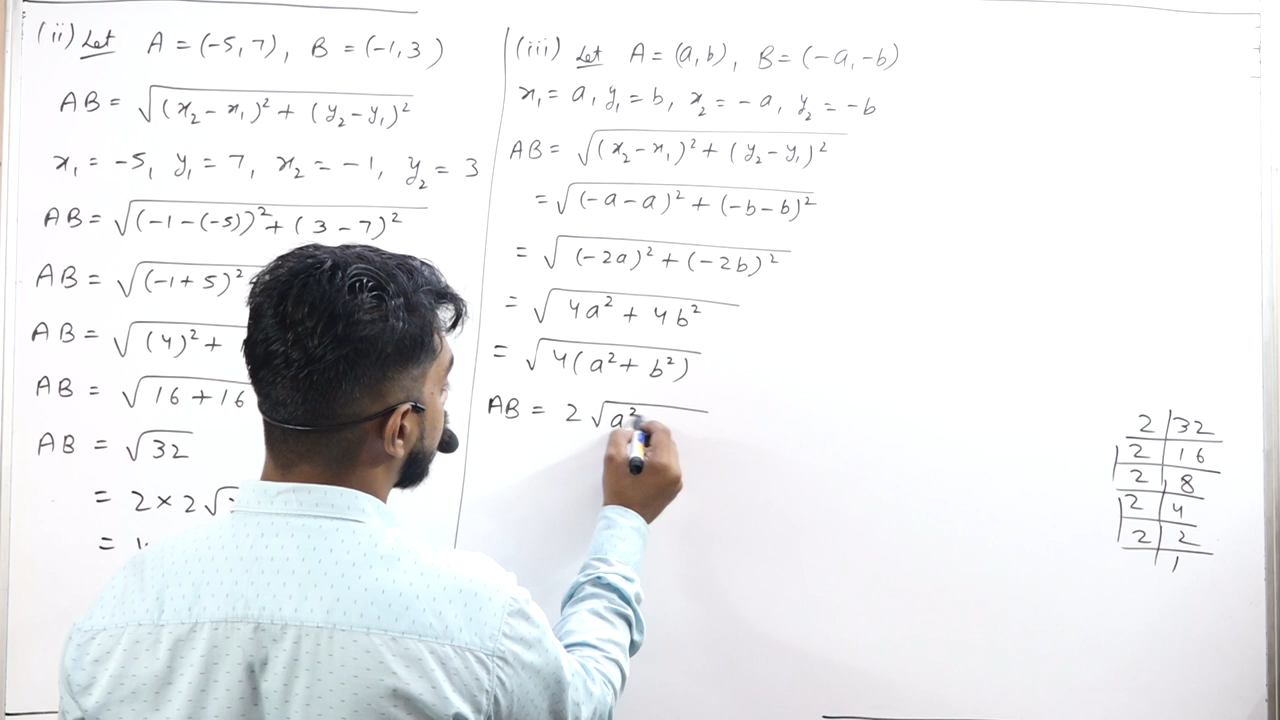 (ii) Let A = (-5, 7), B = (-1, 3)
AB = √(x₂ - x₁)² + (y₂ - y₁)²
x₁ = -5, y₁ = 7, x₂ = -1, y₂ = 3
AB = √(-1-(-5))² + (3 - 7)²
AB = √(-1+5)²
AB = √(4)² +
AB = √16 + 16
AB = √32
= 2 × 2√
=
(iii) Let A = (a, b), B = (-a, -b)
x₁ = a, y₁ = b, x₂ = -a, y₂ = -b
AB = √(x₂ - x₁)² + (y₂ - y₁)²
= √(-a - a)² + (-b - b)²
= √(-2a)² + (-2b)²
= √4a² + 4b²
= √4(a² + b²)
AB = 2√a²
2 | 32
2 | 16
2 | 8
2 | 4
2 | 2
| 1